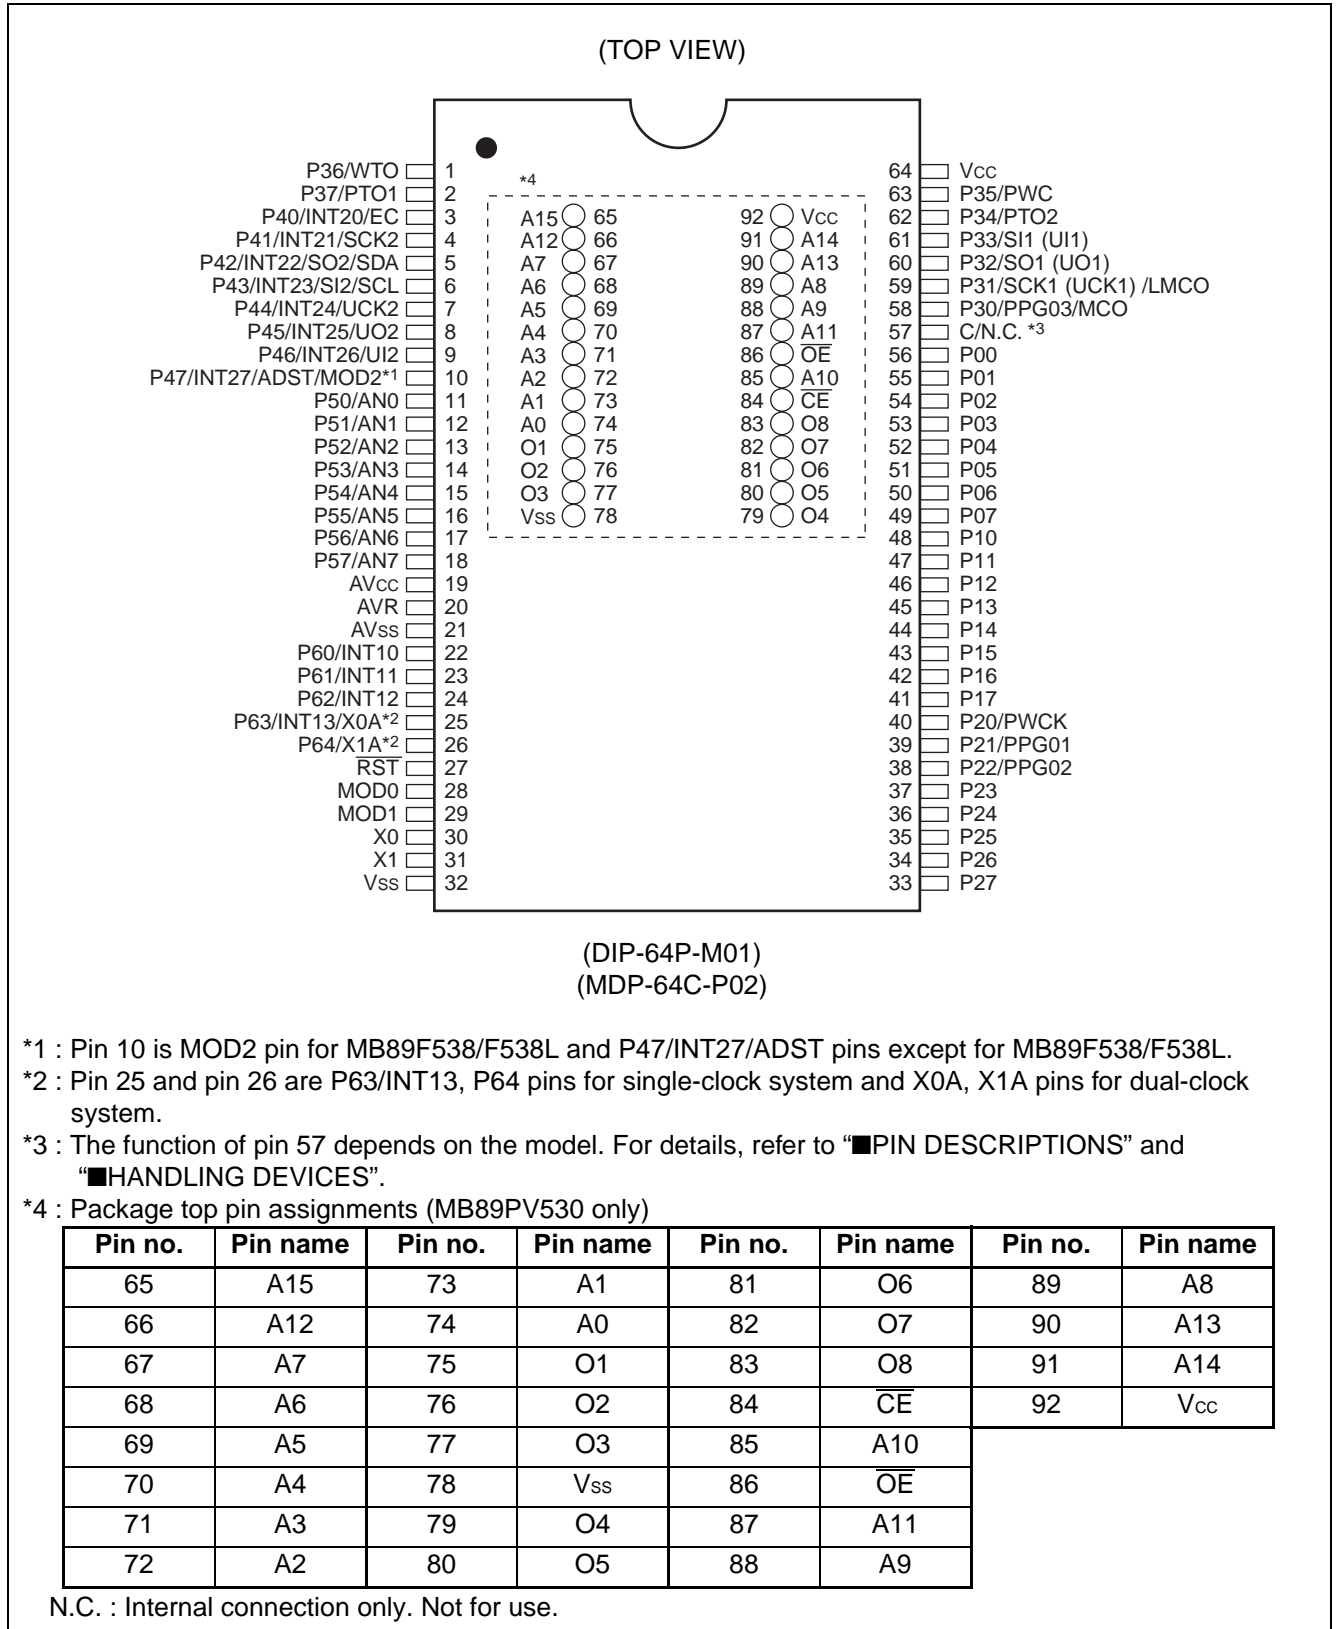 (TOP VIEW)
P36/WTO 1 64 Vcc
*4
P37/PTO1 2 63 P35/PWC
P40/INT20/EC 3 A15 65 92 Vcc 62 P34/PTO2
P41/INT21/SCK2 4 A12 66 91 A14 61 P33/SI1 (UI1)
P42/INT22/SO2/SDA 5 A7 67 90 A13 60 P32/SO1 (UO1)
P43/INT23/SI2/SCL 6 A6 68 89 A8 59 P31/SCK1 (UCK1) /LMCO
P44/INT24/UCK2 7 A5 69 88 A9 58 P30/PPG03/MCO
P45/INT25/UO2 8 A4 70 87 A11 57 C/N.C. *3
P46/INT26/UI2 9 A3 71 86 OE 56 P00
P47/INT27/ADST/MOD2*1 10 A2 72 85 A10 55 P01
P50/AN0 11 A1 73 84 CE 54 P02
P51/AN1 12 A0 74 83 O8 53 P03
P52/AN2 13 O1 75 82 O7 52 P04
P53/AN3 14 O2 76 81 O6 51 P05
P54/AN4 15 O3 77 80 O5 50 P06
P55/AN5 16 Vss 78 79 O4 49 P07
P56/AN6 17 48 P10
P57/AN7 18 47 P11
AVcc 19 46 P12
AVR 20 45 P13
AVss 21 44 P14
P60/INT10 22 43 P15
P61/INT11 23 42 P16
P62/INT12 24 41 P17
P63/INT13/X0A*2 25 40 P20/PWCK
P64/X1A*2 26 39 P21/PPG01
RST 27 38 P22/PPG02
MOD0 28 37 P23
MOD1 29 36 P24
X0 30 35 P25
X1 31 34 P26
Vss 32 33 P27
(DIP-64P-M01)
(MDP-64C-P02)
*1 : Pin 10 is MOD2 pin for MB89F538/F538L and P47/INT27/ADST pins except for MB89F538/F538L.
*2 : Pin 25 and pin 26 are P63/INT13, P64 pins for single-clock system and X0A, X1A pins for dual-clock
system.
*3 : The function of pin 57 depends on the model. For details, refer to “■PIN DESCRIPTIONS” and
“■HANDLING DEVICES”.
*4 : Package top pin assignments (MB89PV530 only)
Pin no. Pin name Pin no. Pin name Pin no. Pin name Pin no. Pin name
65 A15 73 A1 81 O6 89 A8
66 A12 74 A0 82 O7 90 A13
67 A7 75 O1 83 O8 91 A14
68 A6 76 O2 84 CE 92 Vcc
69 A5 77 O3 85 A10
70 A4 78 Vss 86 OE
71 A3 79 O4 87 A11
72 A2 80 O5 88 A9
N.C. : Internal connection only. Not for use.